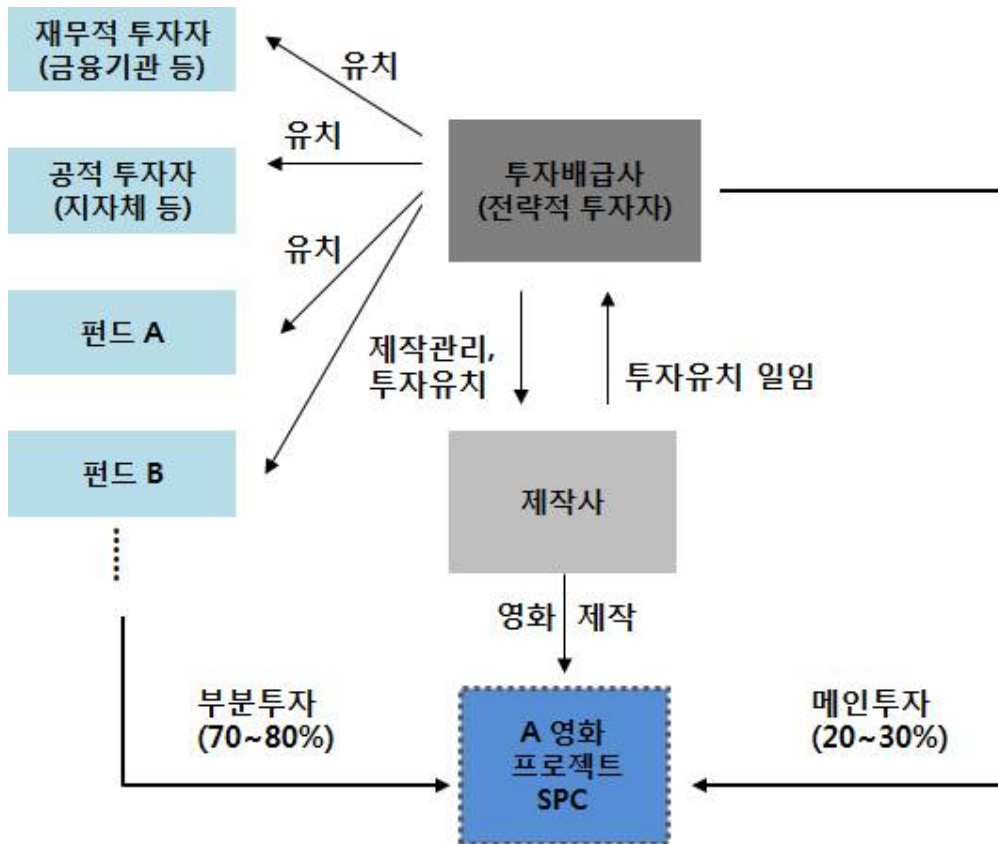 재무적 투자자
(금융기관 등)
유치
유치
공적 투자자
(지자체 등)
투자배급사
(전략적 투자자)
유치
펀드 A
제작관리,
투자유치
투자유치 일임
펀드 B
제작사
영화 제작
부분투자
(70~80%)
A 영화
프로젝트
SPC
메인투자
(20~30%)